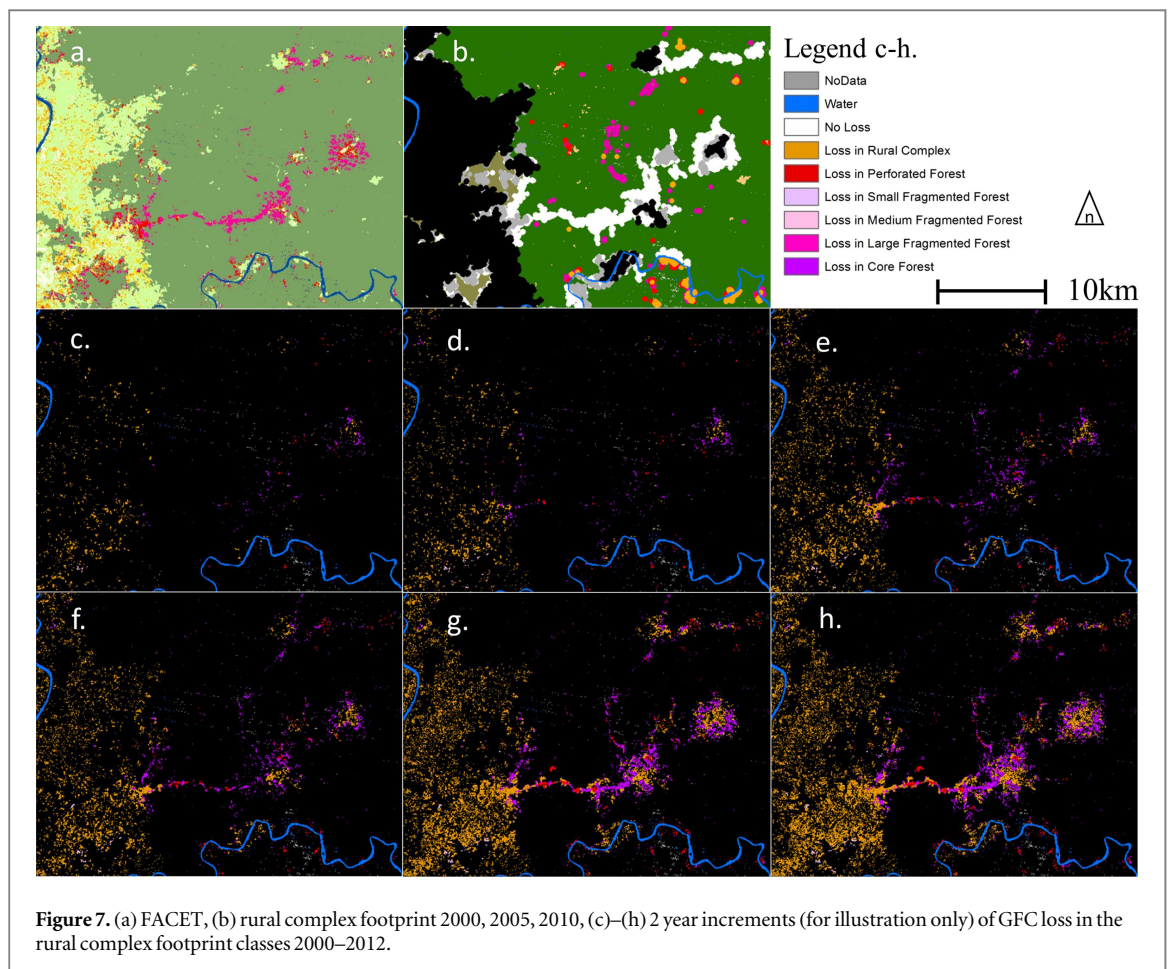 a.
b.
Legend c-h.
NoData
Water
No Loss
Loss in Rural Complex
Loss in Perforated Forest
Loss in Small Fragmented Forest
Loss in Medium Fragmented Forest
Loss in Large Fragmented Forest
Loss in Core Forest
n
10km
c.
d.
e.
f.
g.
h.
Figure 7. (a) FACET, (b) rural complex footprint 2000, 2005, 2010, (c)–(h) 2 year increments (for illustration only) of GFC loss in the
rural complex footprint classes 2000–2012.